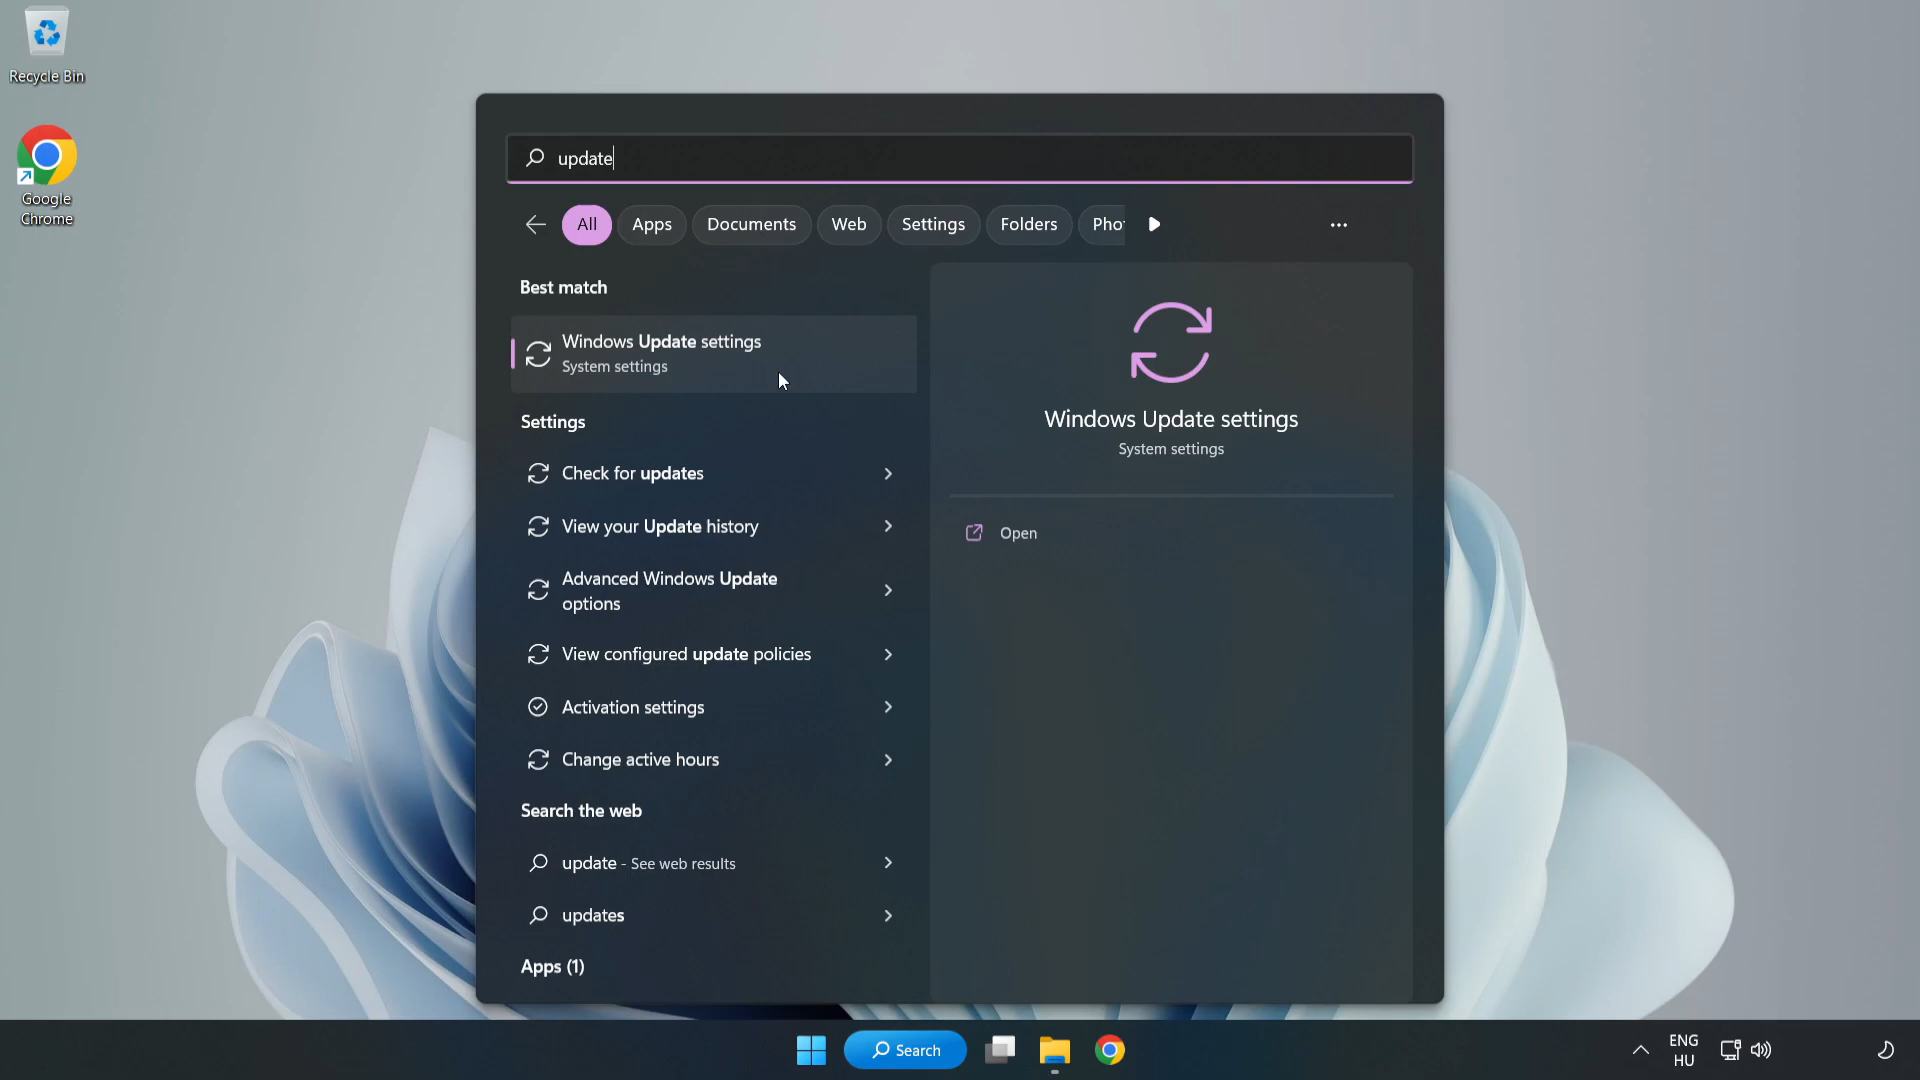 Recycle Bin
Google
Chrome
update
All
Apps
Documents
Web
Settings
Folders
Pho
Best match
Windows Update settings
System settings
Settings
Check for updates
View your Update history
Advanced Windows Update
options
View configured update policies
Activation settings
Change active hours
Search the web
update - See web results
updates
Apps (1)
Windows Update settings
System settings
Open
Search
ENG
HU